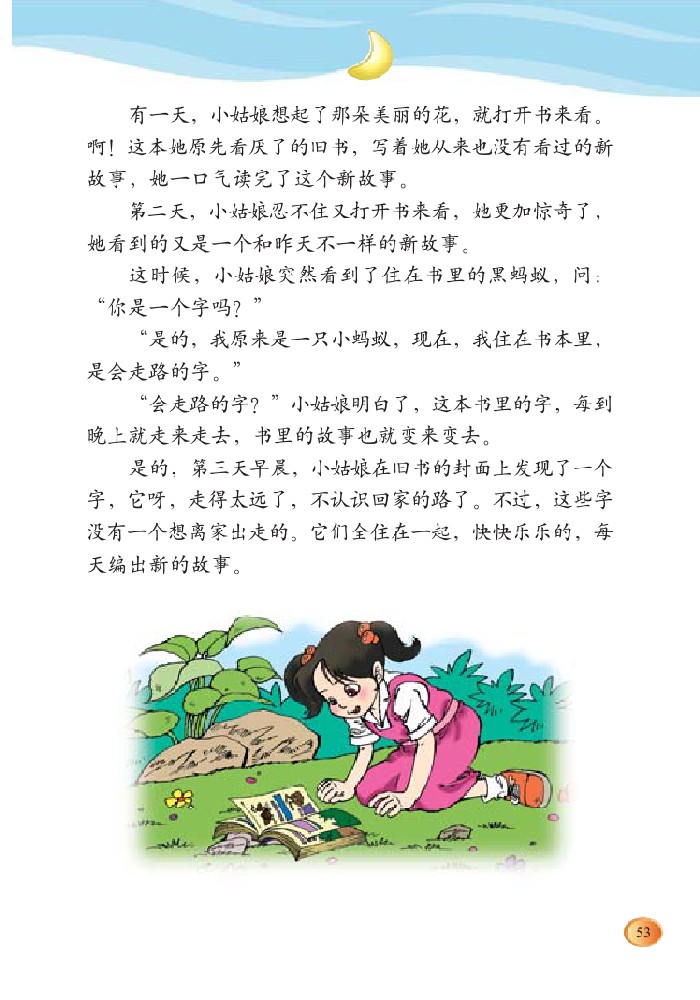 有一天，小姑娘想起了那朵美丽的花，就打开书来看。
啊！这本她原先看厌了的旧书，写着她从来也没有看过的新
故事，她一口气读完了这个新故事。
第二天，小姑娘忍不住又打开书来看，她更加惊奇了，
她看到的又是一个和昨天不一样的新故事。
这时候，小姑娘突然看到了住在书里的黑蚂蚁，问：
“你是一个字吗？”
“是的，我原来是一只小蚂蚁，现在，我住在书本里，
是会走路的字。”
“会走路的字？”小姑娘明白了，这本书里的字，每到
晚上就走来走去，书里的故事也就变来变去。
是的，第三天早晨，小姑娘在旧书的封面上发现了一个
字，它呀，走得太远了，不认识回家的路了。不过，这些字
没有一个想离家出走的。它们全住在一起，快快乐乐的，每
天编出新的故事。
53